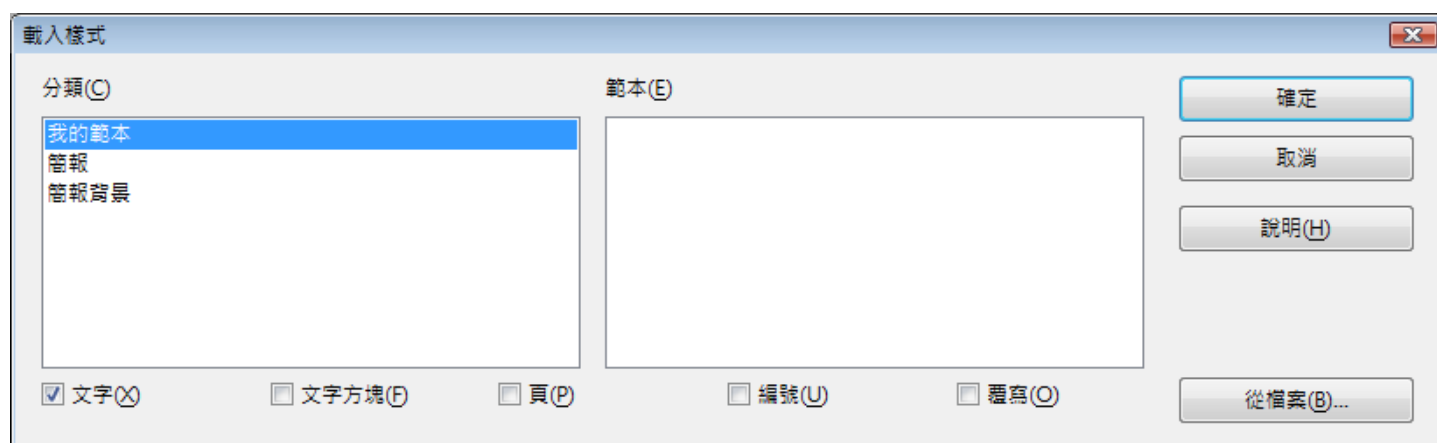 載入樣式
分類(C)
範本(E)
我的範本
簡報
簡報背景
確定
取消
說明(H)
文字(X)
文字方塊(F)
頁(P)
編號(U)
覆寫(O)
從檔案(B)...